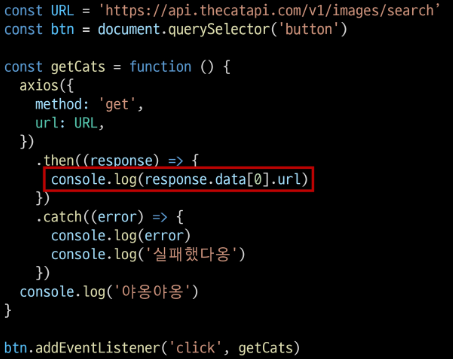 const URL = 'https://api.thecatapi.com/v1/images/search’
const btn = document.querySelector('button')
const getCats = function () {
axios({
method: 'get',
url: URL,
})
.then((response) => {
console.log(response.data[0].url)
})
.catch((error) => {
console.log(error)
console.log('실패했다옹')
})
console.log('야옹야옹')
}
btn.addEventListener('click', getCats)